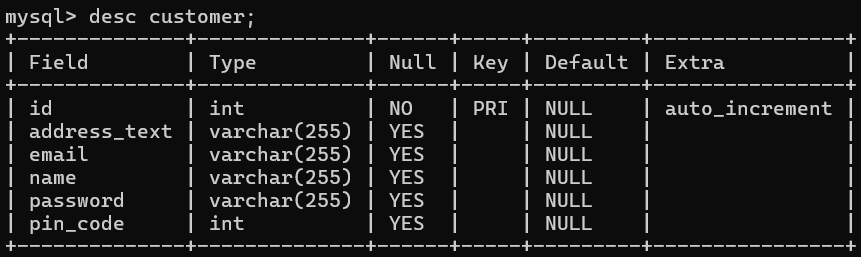 mysql> desc customer;
+--------------+--------------+------+-----+---------+----------------+
| Field        | Type         | Null | Key | Default | Extra          |
+--------------+--------------+------+-----+---------+----------------+
| id           | int          | NO   | PRI | NULL    | auto_increment |
| address_text | varchar(255) | YES  |     | NULL    |                |
| email        | varchar(255) | YES  |     | NULL    |                |
| name         | varchar(255) | YES  |     | NULL    |                |
| password     | varchar(255) | YES  |     | NULL    |                |
| pin_code     | int          | YES  |     | NULL    |                |
+--------------+--------------+------+-----+---------+----------------+